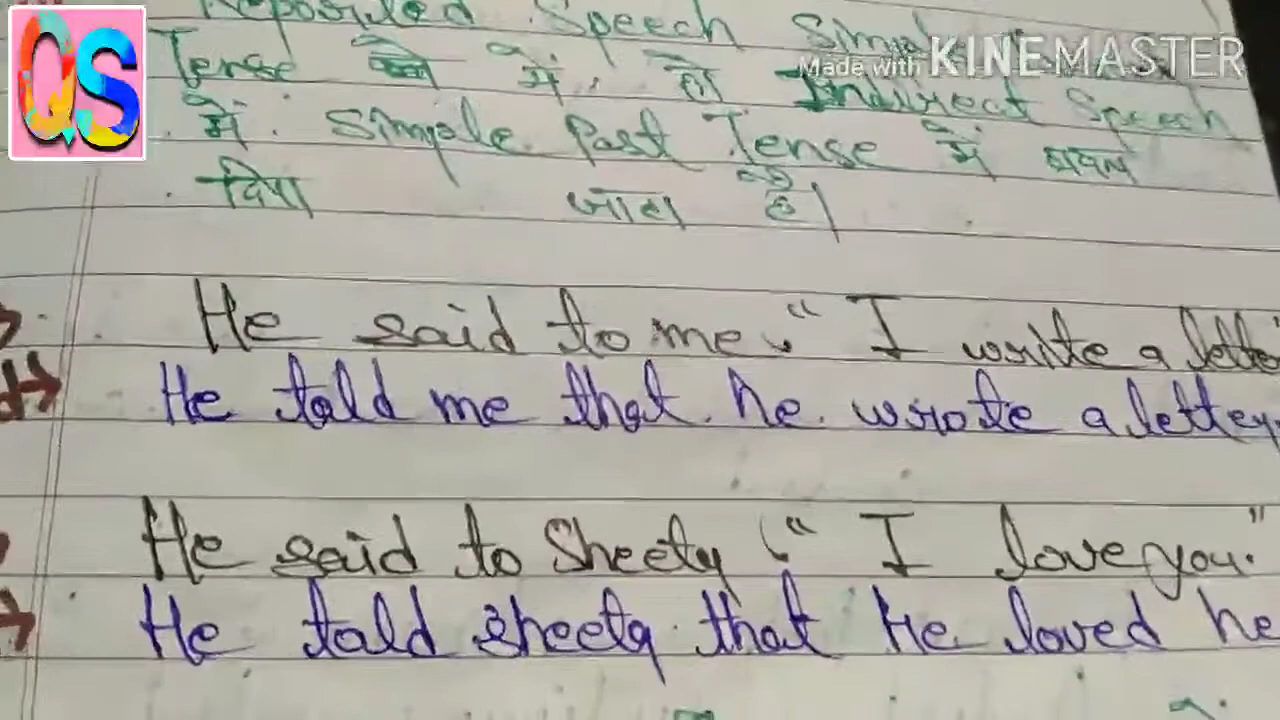 QS
Reported Speech Simple
Made with KINEMASTER
Tense को में, हो Indirect Speech
में Simple Past Tense में बदल
दिया जाता है।
He said to me, “I write a lette
He told me that he wrote a letter
He said to Sheety, “I love you.”
He told sheety that He loved he